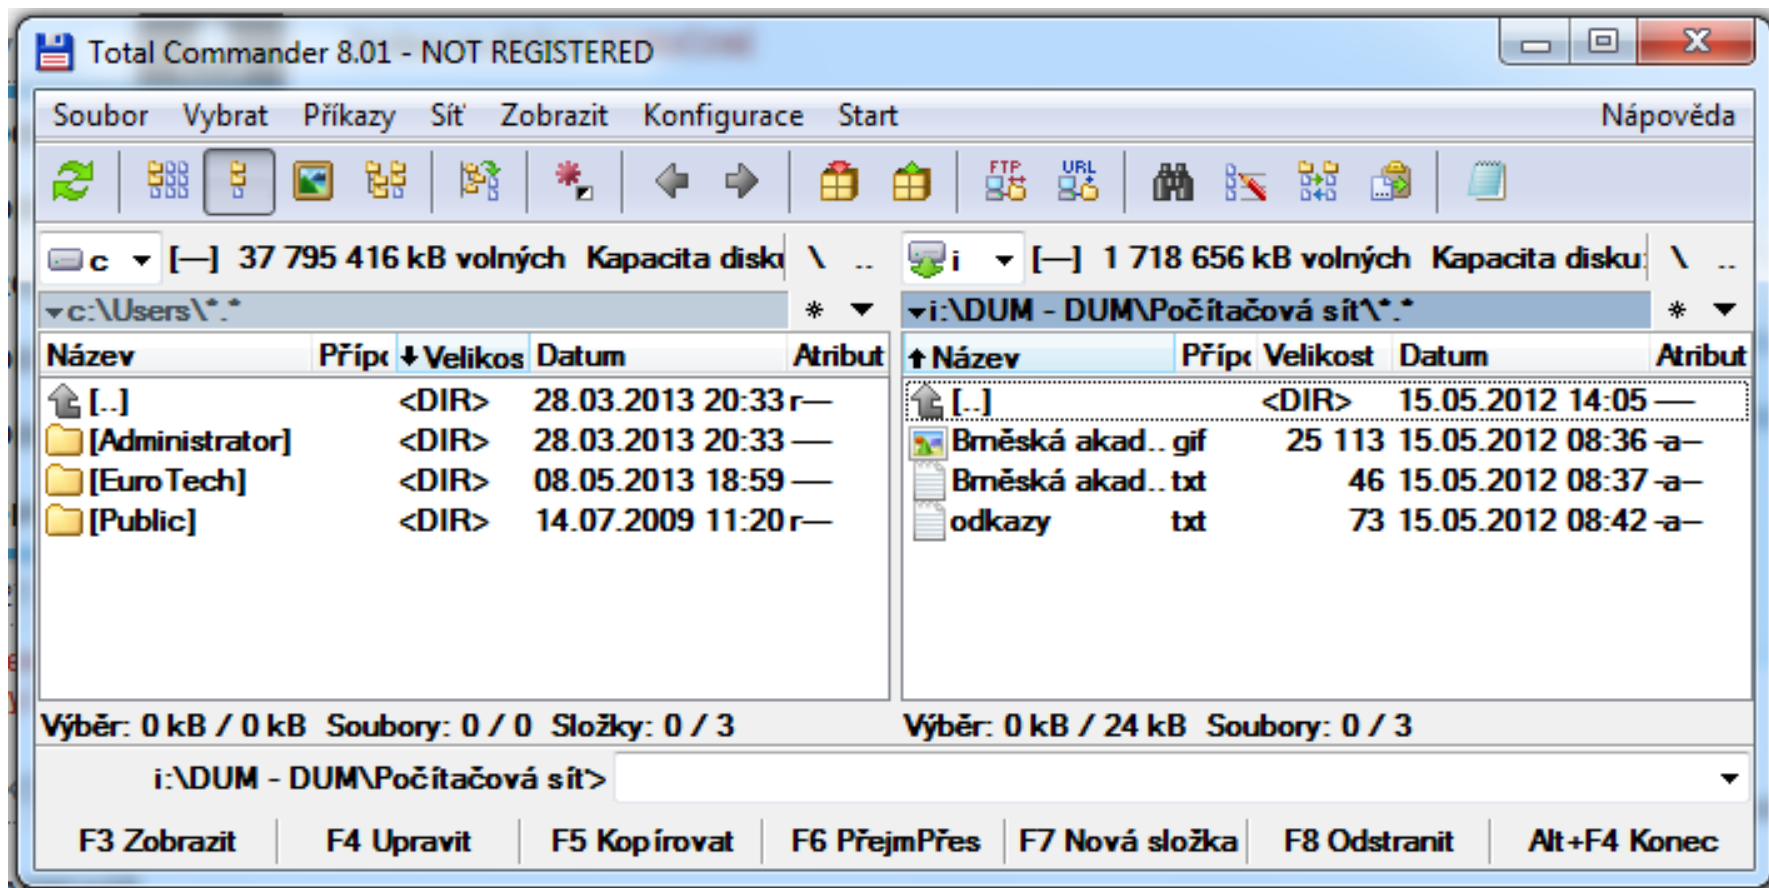 Total Commander 8.01 - NOT REGISTERED
Soubor Vybrat Příkazy Síť Zobrazit Konfigurace Start Nápověda
FTP URL
c [—] 37 795 416 kB volných Kapacita disku \ ..
i [—] 1 718 656 kB volných Kapacita disku: \ ..
c:\Users\*.* * 
i:\DUM - DUM\Počítačová síť\*.* *
Název Přípo Velikos Datum Atribut
[..] <DIR> 28.03.2013 20:33 r—
[Administrator] <DIR> 28.03.2013 20:33 —
[EuroTech] <DIR> 08.05.2013 18:59 —
[Public] <DIR> 14.07.2009 11:20 r—
Výběr: 0 kB / 0 kB Soubory: 0 / 0 Složky: 0 / 3
Název Přípo Velikost Datum Atribut
[..] <DIR> 15.05.2012 14:05 —
Brněská akad.. gif 25 113 15.05.2012 08:36 -a–
Brněská akad.. txt 46 15.05.2012 08:37 -a–
odkazy txt 73 15.05.2012 08:42 -a–
Výběr: 0 kB / 24 kB Soubory: 0 / 3
i:\DUM - DUM\Počítačová síť>
F3 Zobrazit F4 Upravit F5 Kopírovat F6 PřejmPřes F7 Nová složka F8 Odstranit Alt+F4 Konec